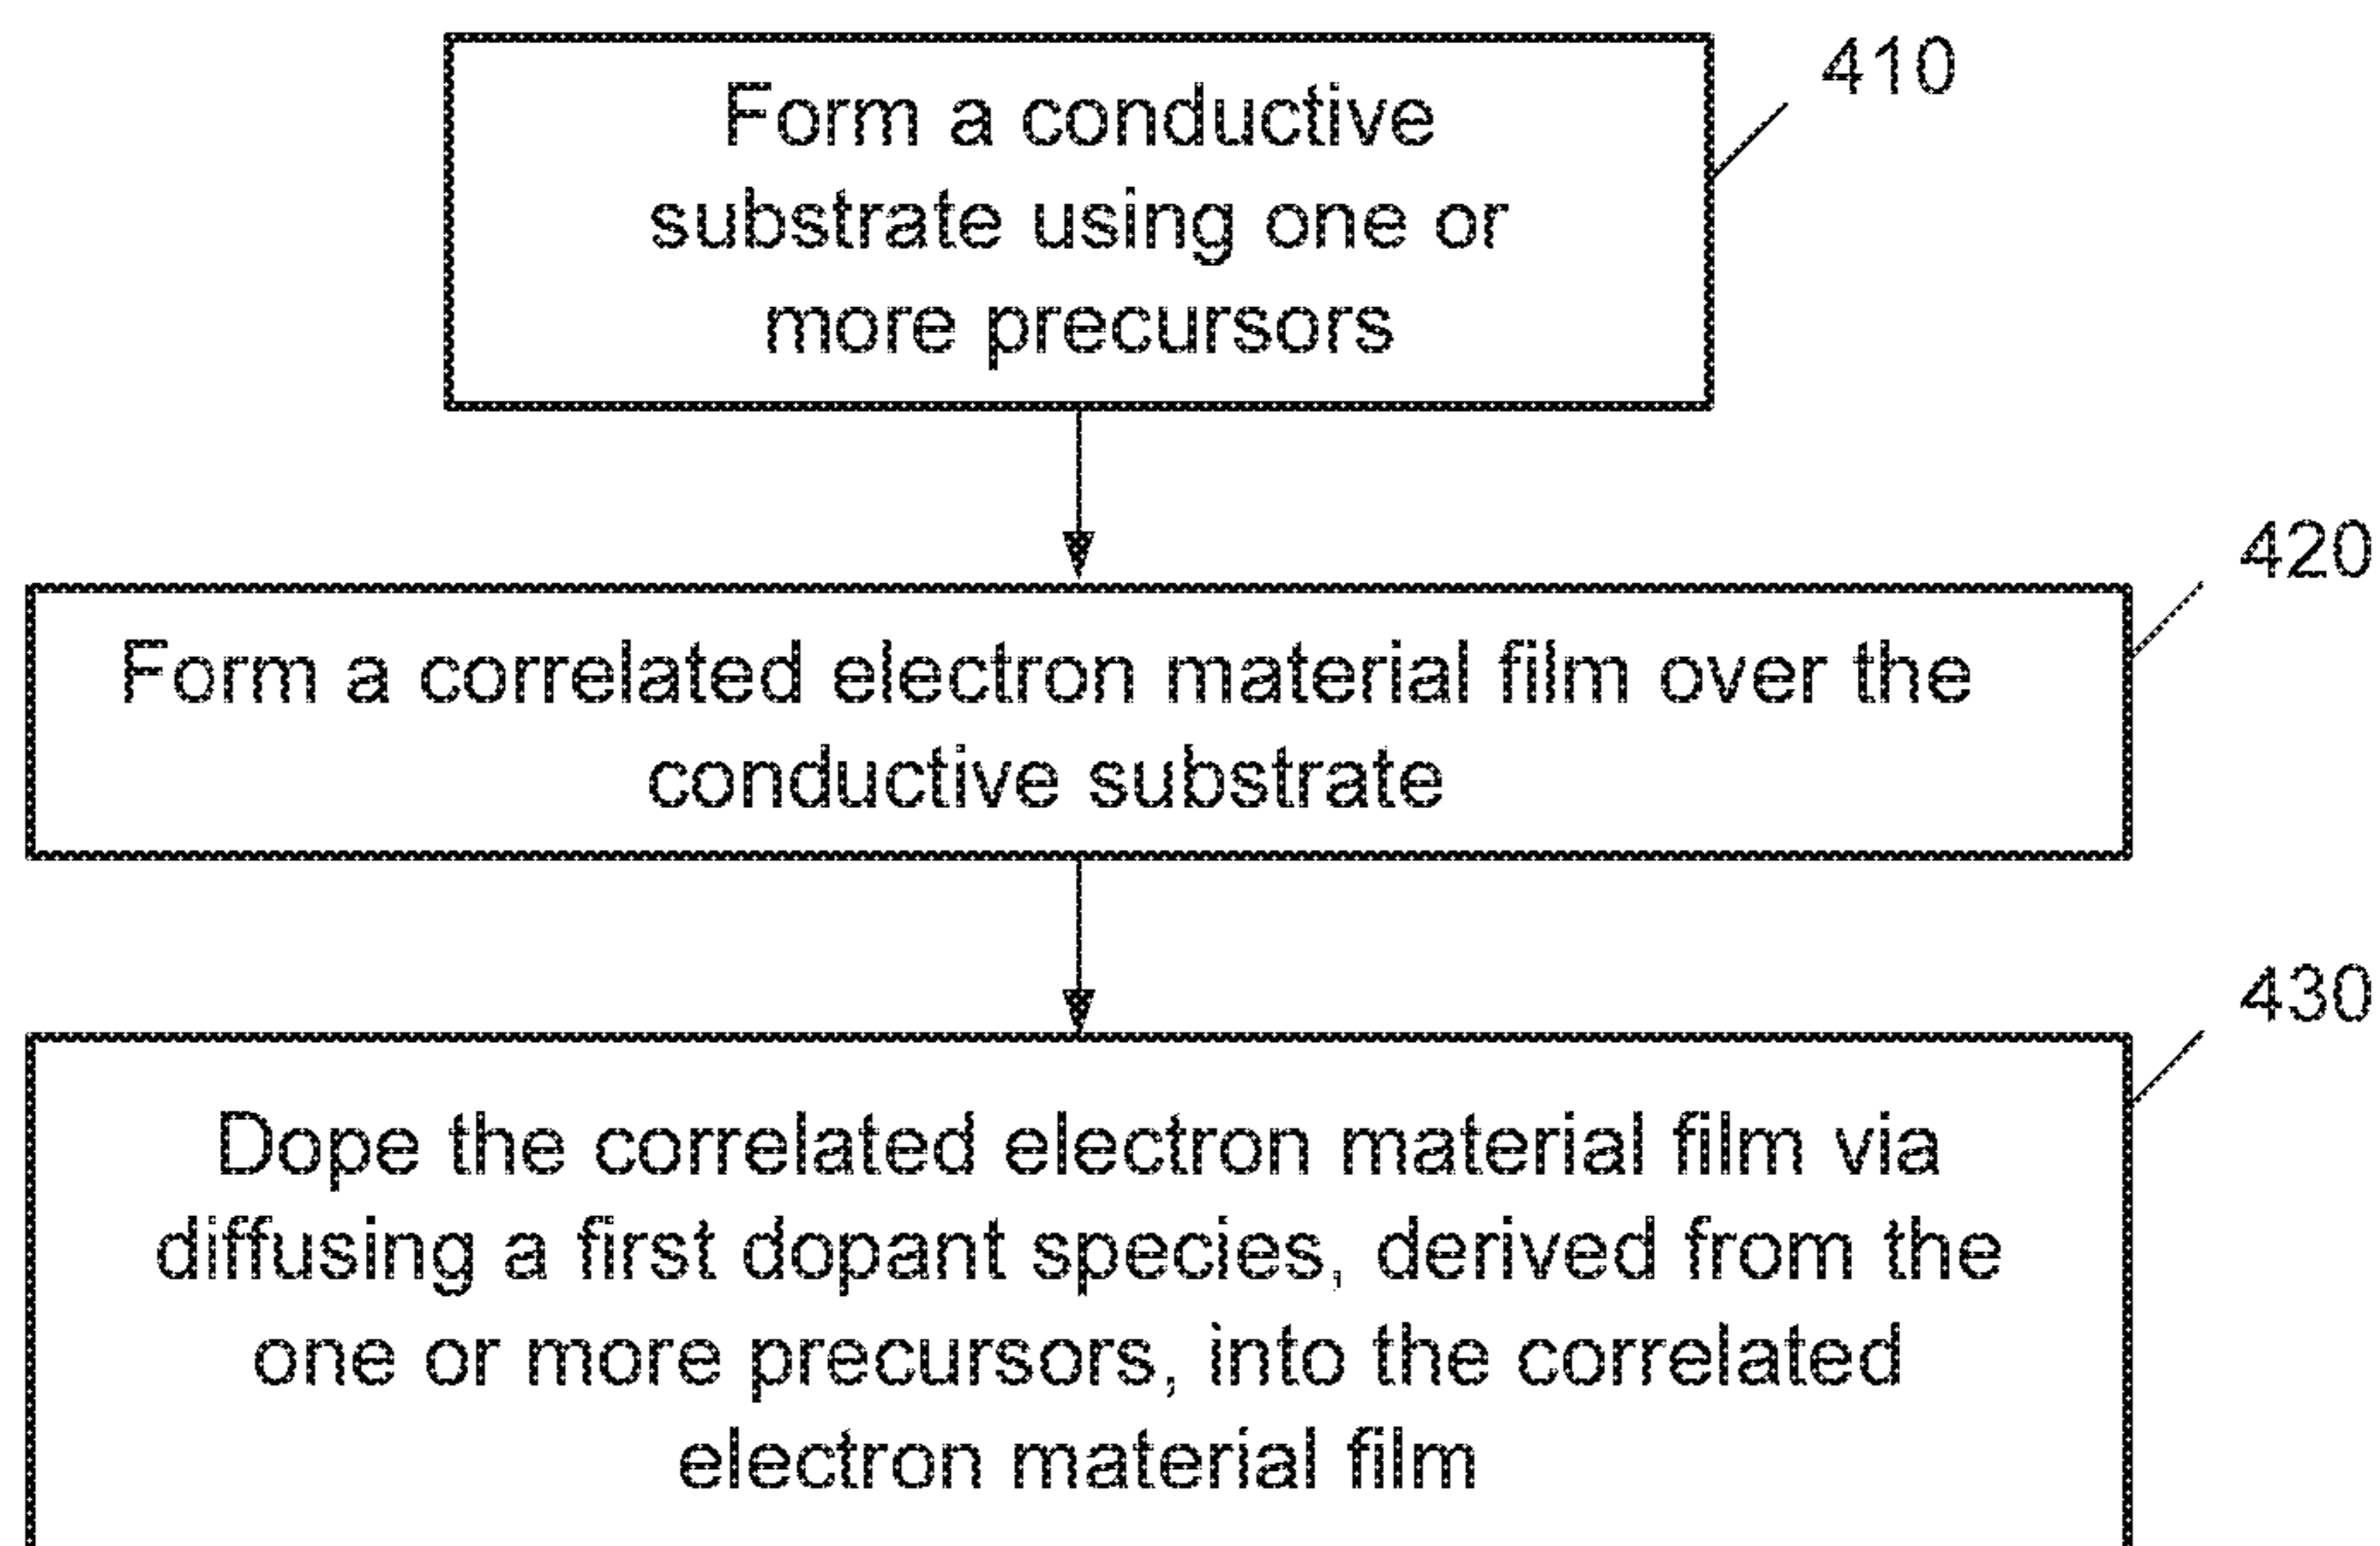 Form a conductive
substrate using one or
more precursors
410
420
Form a correlated electron material film over the
conductive substrate
430
Dope the correlated electron material film via
diffusing a first dopant species, derived from the
one or more precursors, into the correlated
electron material film